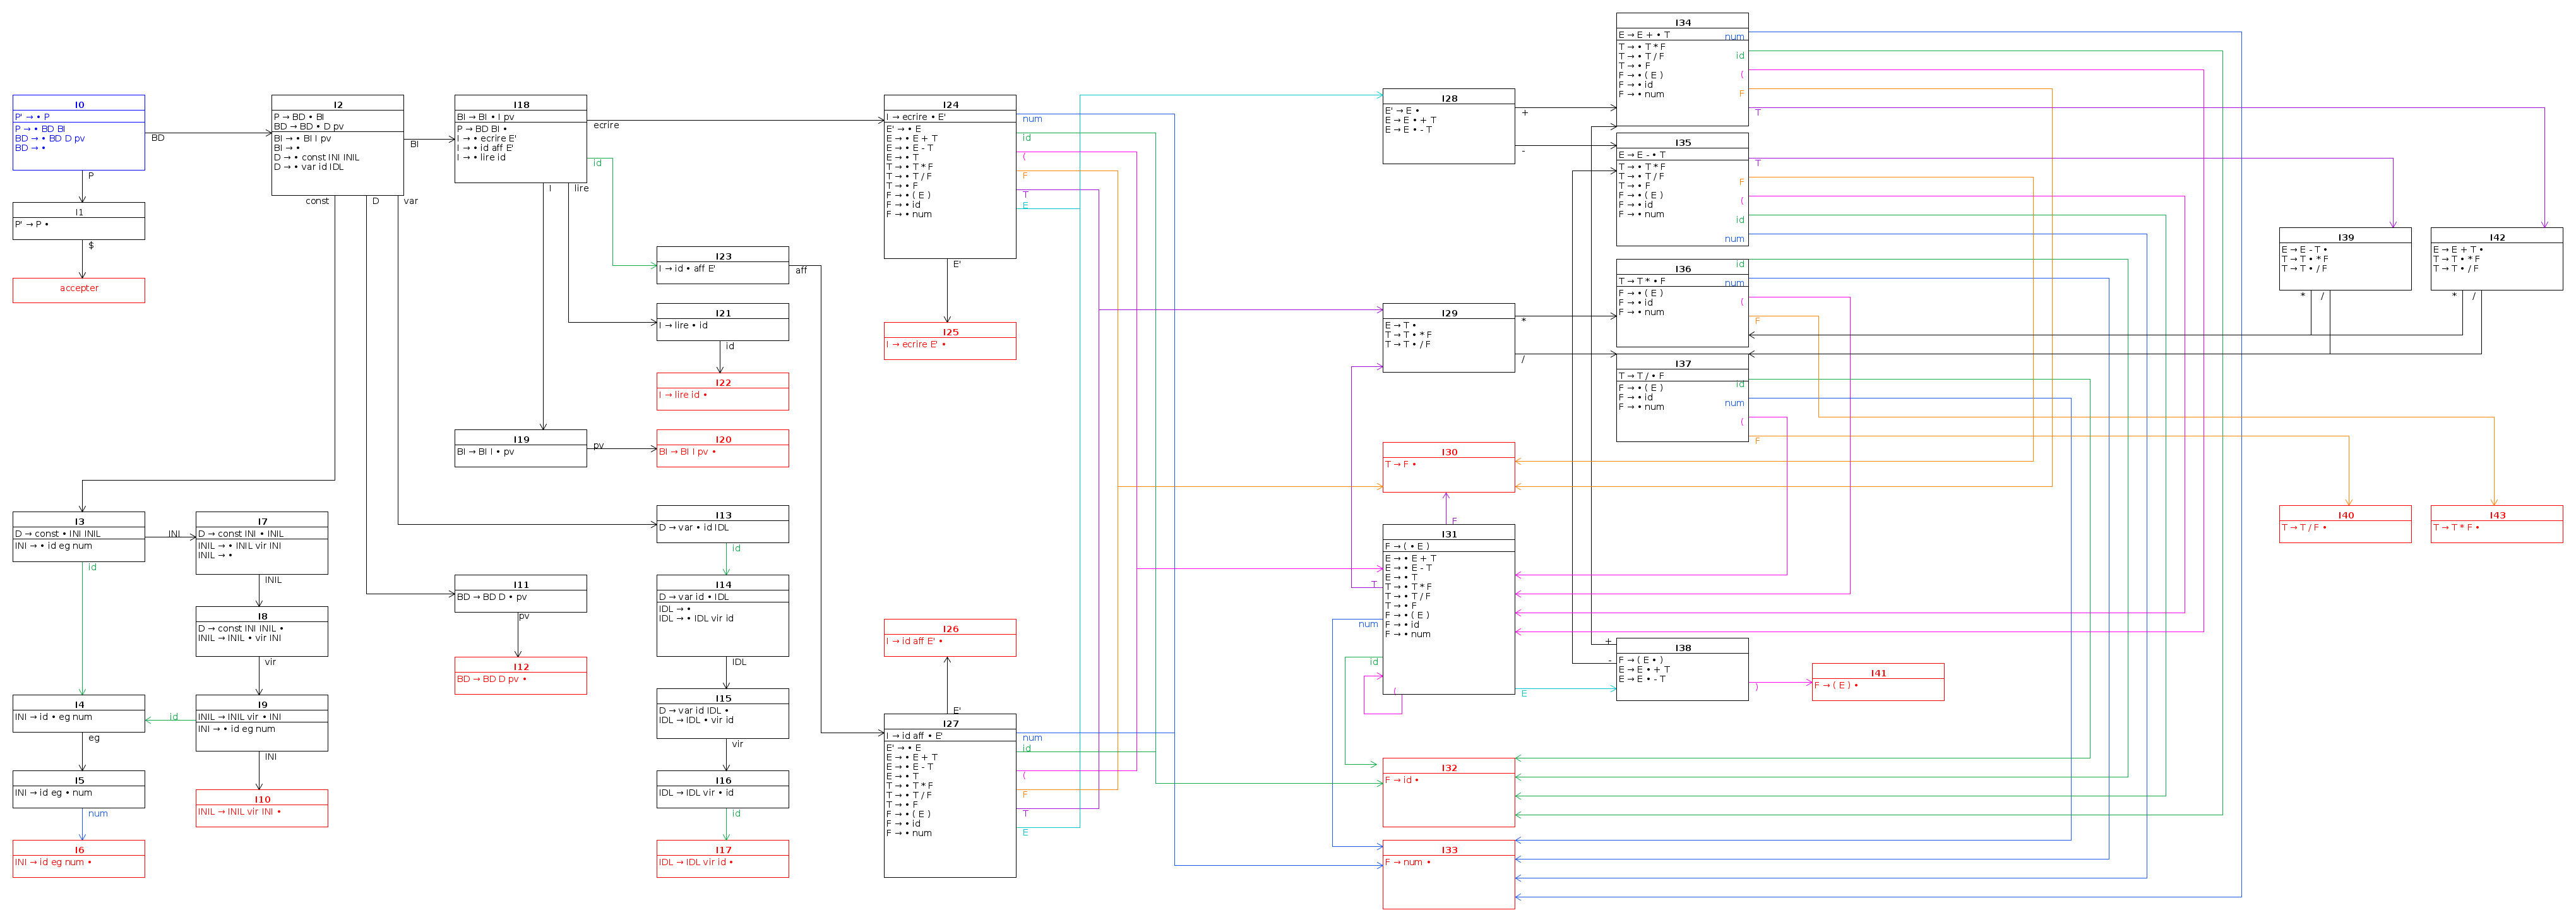 I0
P' → • P
P → • BD BI
BD → • BD D pv
BD → •
BD
P
I1
P' → P •
$
accepter
I2
P → BD • BI
BD → BD • D pv
BI → • BI I pv
BI → •
D → • const INI INIL
D → • var id IDL
BI
const
D
var
I18
BI → BI • I pv
P → BD BI •
I → • ecrire E'
I → • id aff E'
I → • lire id
ecrire
id
I
lire
I23
I → id • aff E'
aff
I21
I → lire • id
id
I22
I → lire id •
I19
BI → BI I • pv
pv
I20
BI → BI I pv •
I3
D → const • INI INIL
INI → • id eg num
INI
id
I7
D → const INI • INIL
INIL → • INIL vir INI
INIL → •
INIL
I8
D → const INI INIL •
INIL → INIL • vir INI
vir
I4
INI → id • eg num
eg
I9
INIL → INIL vir • INI
INI → • id eg num
id
INI
I5
INI → id eg • num
num
I10
INIL → INIL vir INI •
I6
INI → id eg num •
I11
BD → BD D • pv
pv
I12
BD → BD D pv •
I13
D → var • id IDL
id
I14
D → var id • IDL
IDL → •
IDL → • IDL vir id
IDL
I15
D → var id IDL •
IDL → IDL • vir id
vir
I16
IDL → IDL vir • id
id
I17
IDL → IDL vir id •
I24
I → ecrire • E'
E' → • E
E → • E + T
E → • E - T
E → • T
T → • T * F
T → • T / F
T → • F
F → • ( E )
F → • id
F → • num
num
id
(
F
T
E
E'
I25
I → ecrire E' •
I26
I → id aff E' •
E'
I27
I → id aff • E'
E' → • E
E → • E + T
E → • E - T
E → • T
T → • T * F
T → • T / F
T → • F
F → • ( E )
F → • id
F → • num
num
id
(
F
T
E
I28
E' → E •
E → E • + T
E → E • - T
+
-
I29
E → T •
T → T • * F
T → T • / F
*
/
I30
T → F •
F
I31
F → ( • E )
E → • E + T
E → • E - T
E → • T
T → • T * F
T → • T / F
T → • F
F → • ( E )
F → • id
F → • num
T
num
id
(
E
I32
F → id •
I33
F → num •
I34
E → E + • T
T → • T * F
T → • T / F
T → • F
F → • ( E )
F → • id
F → • num
num
id
(
F
T
I35
E → E - • T
T → • T * F
T → • T / F
T → • F
F → • ( E )
F → • id
F → • num
T
F
(
id
num
I36
T → T * • F
F → • ( E )
F → • id
F → • num
id
num
(
F
I37
T → T / • F
F → • ( E )
F → • id
F → • num
id
num
(
F
I38
F → ( E • )
E → E • + T
E → E • - T
+
-
)
I41
F → ( E ) •
I39
E → E - T •
T → T • * F
T → T • / F
*
/
I42
E → E + T •
T → T • * F
T → T • / F
*
/
I40
T → T / F •
I43
T → T * F •